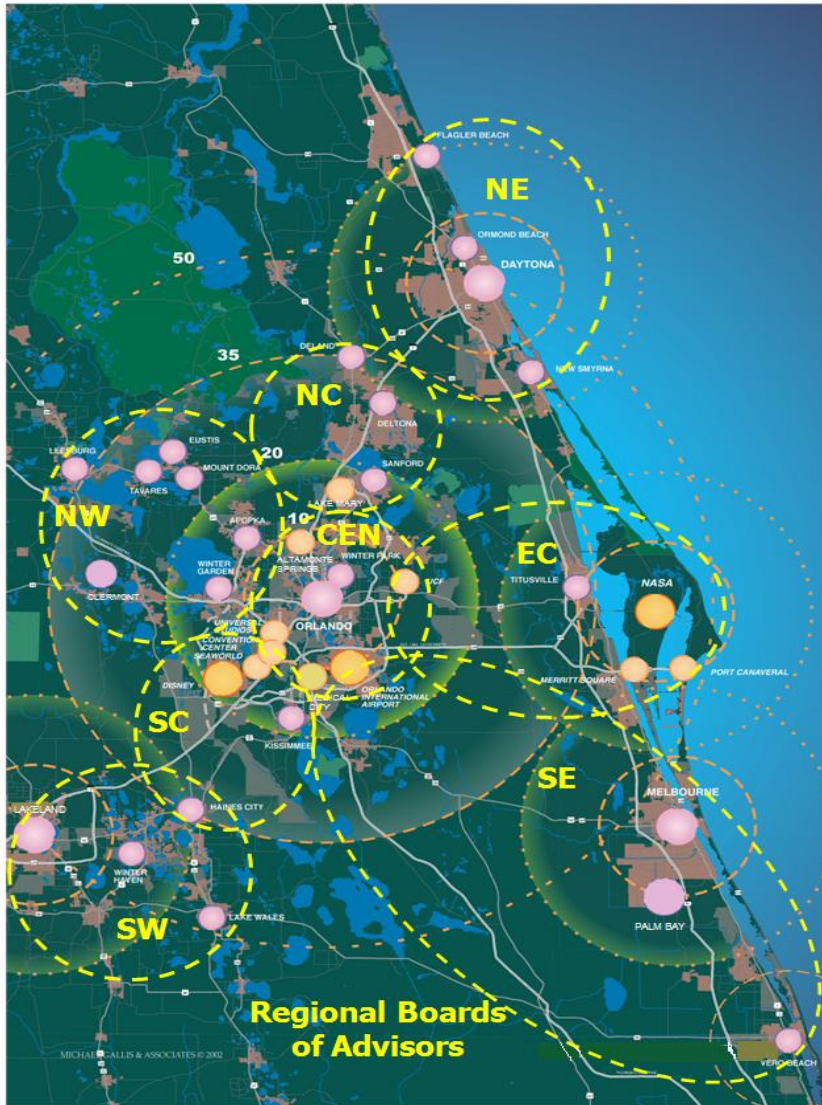 FLAGLER BEACH
NE
ORMOND BEACH
DAYTONA
50
35
DELAND
NEW SMYRNA
NC
DELTONA
EUSTIS
LEESBURG
20
MOUNT DORA
TAVARES
SANFORD
LAKE MARY
NW
10
CEN
APOPKA
ALTAMONTE
SPRINGS
WINTER PARK
EC
UCF
TITUSVILLE
NASA
WINTER
GARDEN
CLERMONT
ORLANDO
UNIVERSAL
STUDIOS
CONVENTION
CENTER
SEAWORLD
DISNEY
ORLANDO
INTERNATIONAL
AIRPORT
MERRITT SQUARE
PORT CANAVERAL
SC
KISSIMMEE
SE
MELBOURNE
HAINES CITY
LAKELAND
WINTER
HAVEN
SW
LAKE WALES
PALM BAY
Regional Boards
of Advisors
MICHAEL GALLIS & ASSOCIATES © 2002
VERO BEACH